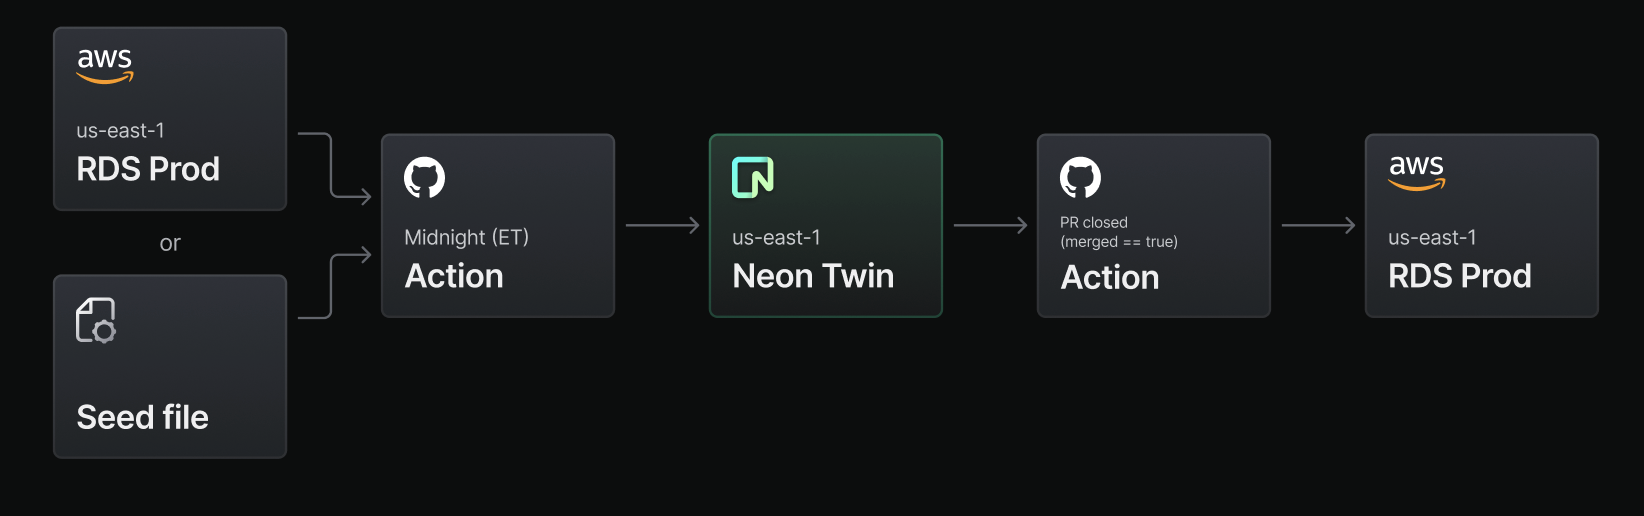 aws
us-east-1
RDS Prod
or
Seed file
Midnight (ET)
Action
us-east-1
Neon Twin
PR closed
(merged == true)
Action
aws
us-east-1
RDS Prod